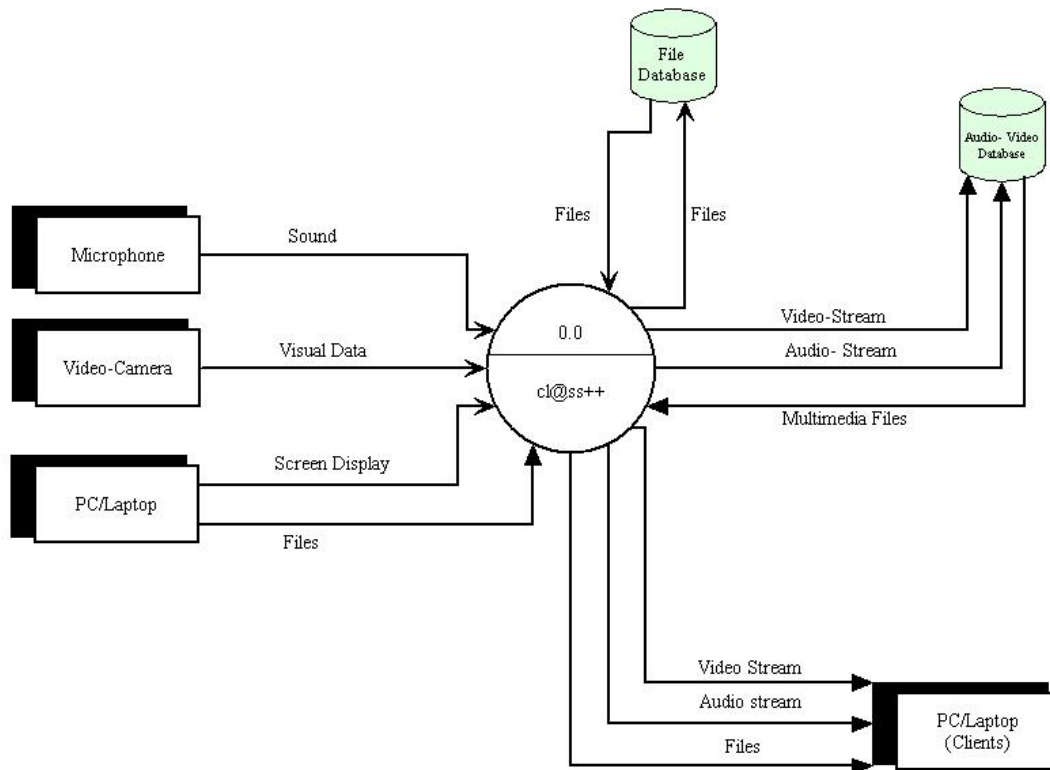 File
Database
Audio- Video
Database
Files
Files
Sound
Microphone
0.0
Video-Stream
Audio- Stream
Visual Data
Video-Camera
cl@ss++
Multimedia Files
Screen Display
PC/Laptop
Files
Video Stream
Audio stream
PC/Laptop
(Clients)
Files